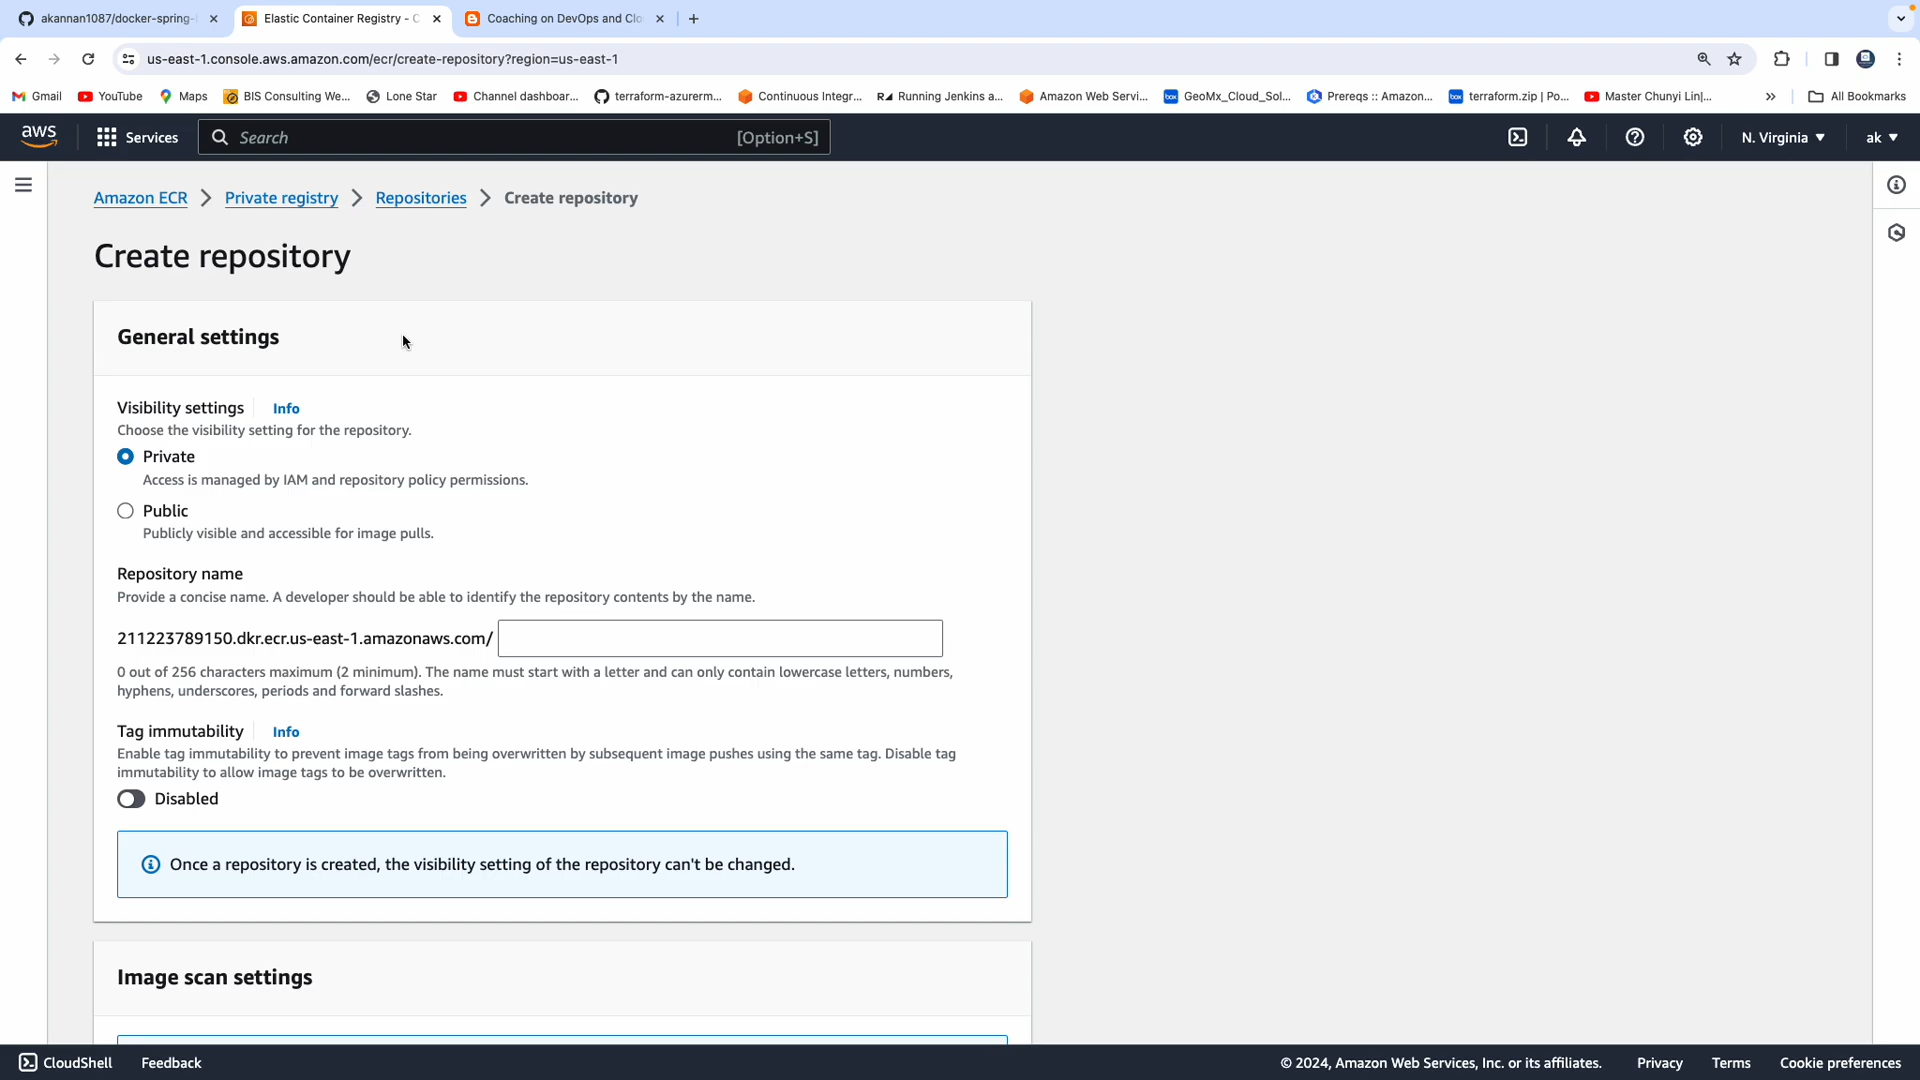 akannan1087/docker-spring-
Elastic Container Registry - C
Coaching on DevOps and Clo
us-east-1.console.aws.amazon.com/ecr/create-repository?region=us-east-1
Gmail
YouTube
Maps
BIS Consulting We...
Lone Star
Channel dashboar...
terraform-azurerm...
Continuous Integr...
Running Jenkins a...
Amazon Web Servi...
GeoMx_Cloud_Sol...
Prereqs :: Amazon...
terraform.zip | Po...
Master Chunyi Lin|...
All Bookmarks
aws
Services
Search
[Option+S]
N. Virginia
ak
Amazon ECR
Private registry
Repositories
Create repository
Create repository
General settings
Visibility settings
Info
Choose the visibility setting for the repository.
Private
Access is managed by IAM and repository policy permissions.
Public
Publicly visible and accessible for image pulls.
Repository name
Provide a concise name. A developer should be able to identify the repository contents by the name.
211223789150.dkr.ecr.us-east-1.amazonaws.com/
0 out of 256 characters maximum (2 minimum). The name must start with a letter and can only contain lowercase letters, numbers,
hyphens, underscores, periods and forward slashes.
Tag immutability
Info
Enable tag immutability to prevent image tags from being overwritten by subsequent image pushes using the same tag. Disable tag
immutability to allow image tags to be overwritten.
Disabled
Once a repository is created, the visibility setting of the repository can't be changed.
Image scan settings
CloudShell
Feedback
© 2024, Amazon Web Services, Inc. or its affiliates.
Privacy
Terms
Cookie preferences